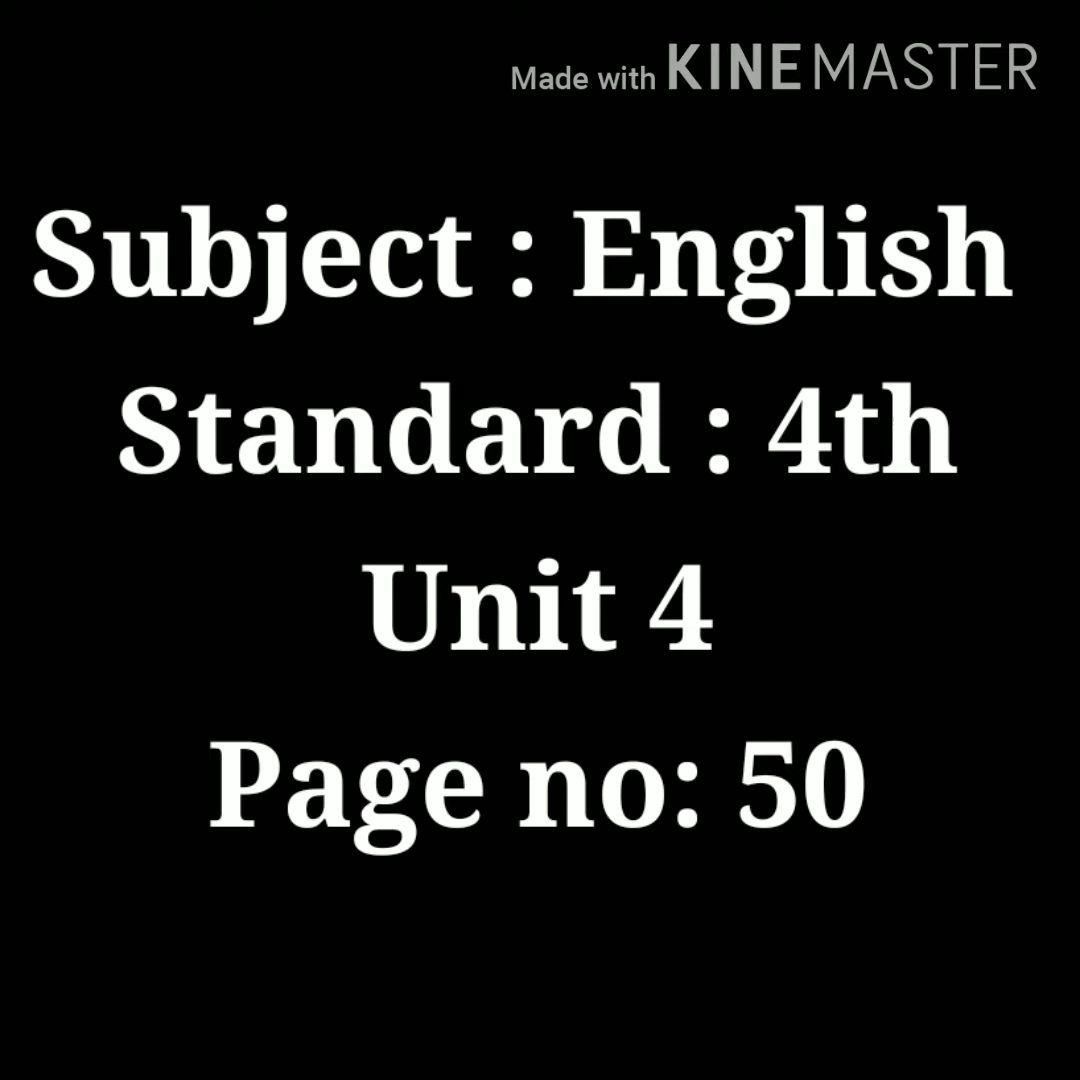 Made with KINEMASTER
Subject : English
Standard : 4th
Unit 4
Page no: 50